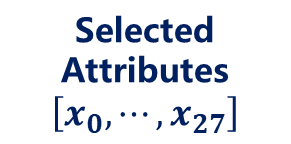 Selected
Attributes
[x₀, ⋯, x₂₇]